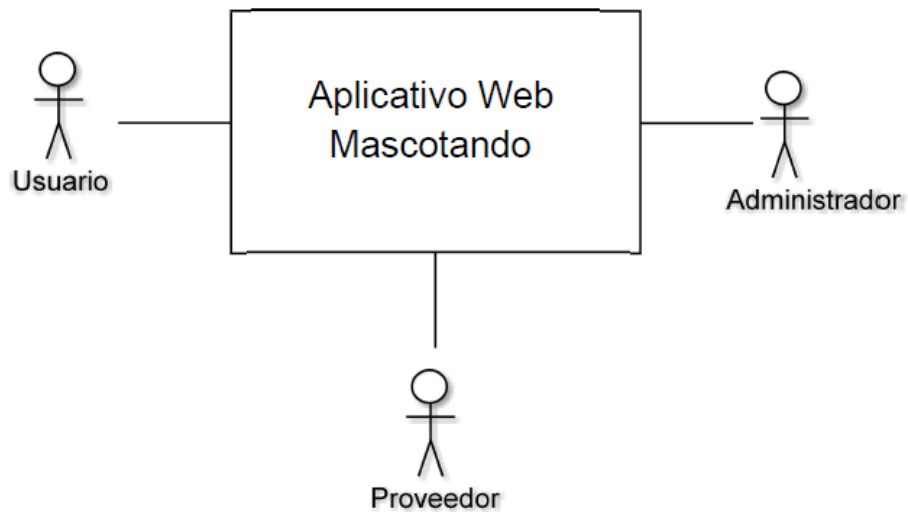 Aplicativo Web
Mascotando
Usuario
Administrador
Proveedor